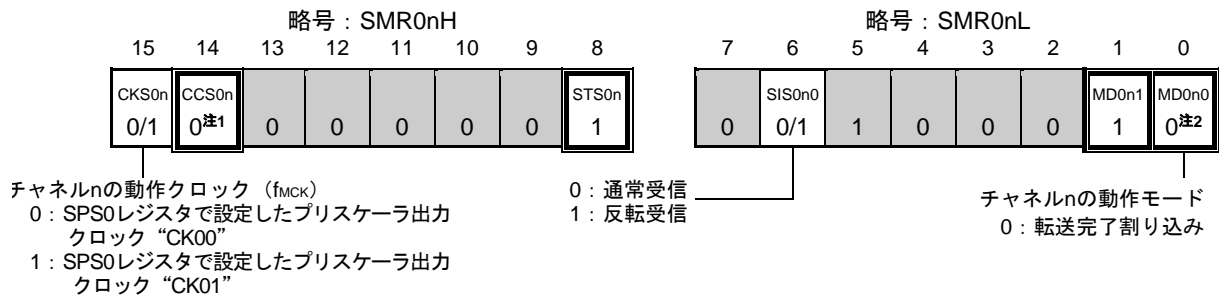 略号：SMR0nH
略号：SMR0nL
15 14 13 12 11 10 9 8
7 6 5 4 3 2 1 0
CKS0n CCS0n STS0n
SIS0n0 MD0n1 MD0n0
0/1 0注1 0 0 0 0 0 1
0 0/1 1 0 0 0 1 0注2
チャネルnの動作クロック（fMCK）
0：SPS0レジスタで設定したプリスケーラ出力
クロック“CK00”
1：SPS0レジスタで設定したプリスケーラ出力
クロック“CK01”
0：通常受信
1：反転受信
チャネルnの動作モード
0：転送完了割り込み